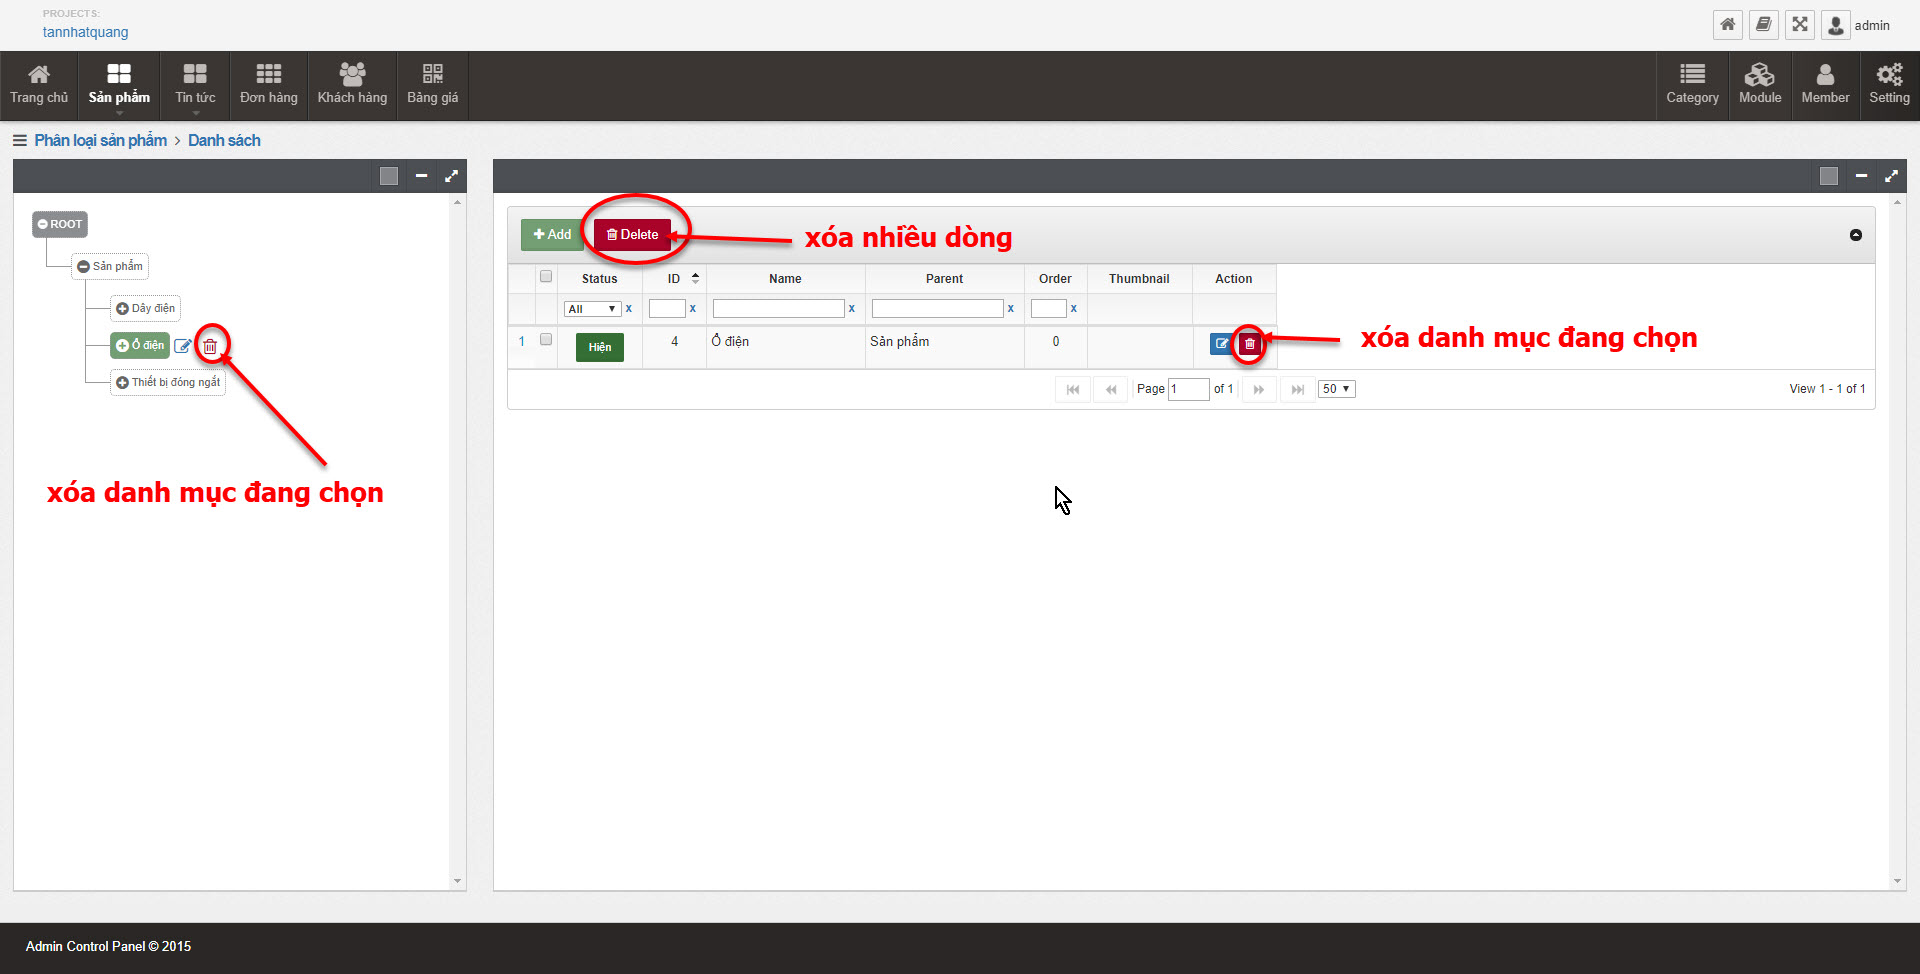 PROJECTS:
tannhatquang
admin
Trang chủ
Sản phẩm
Tin tức
Đơn hàng
Khách hàng
Bảng giá
Category
Module
Member
Setting
Phân loại sản phẩm > Danh sách
ROOT
Sản phẩm
Dây điện
Ổ điện
Thiết bị đóng ngắt
xóa danh mục đang chọn
Add
Delete
xóa nhiều dòng
Status ID Name Parent Order Thumbnail Action
All x x x x x
1 Hiện 4 Ổ điện Sản phẩm 0
xóa danh mục đang chọn
Page 1 of 1 50
View 1 - 1 of 1
Admin Control Panel © 2015